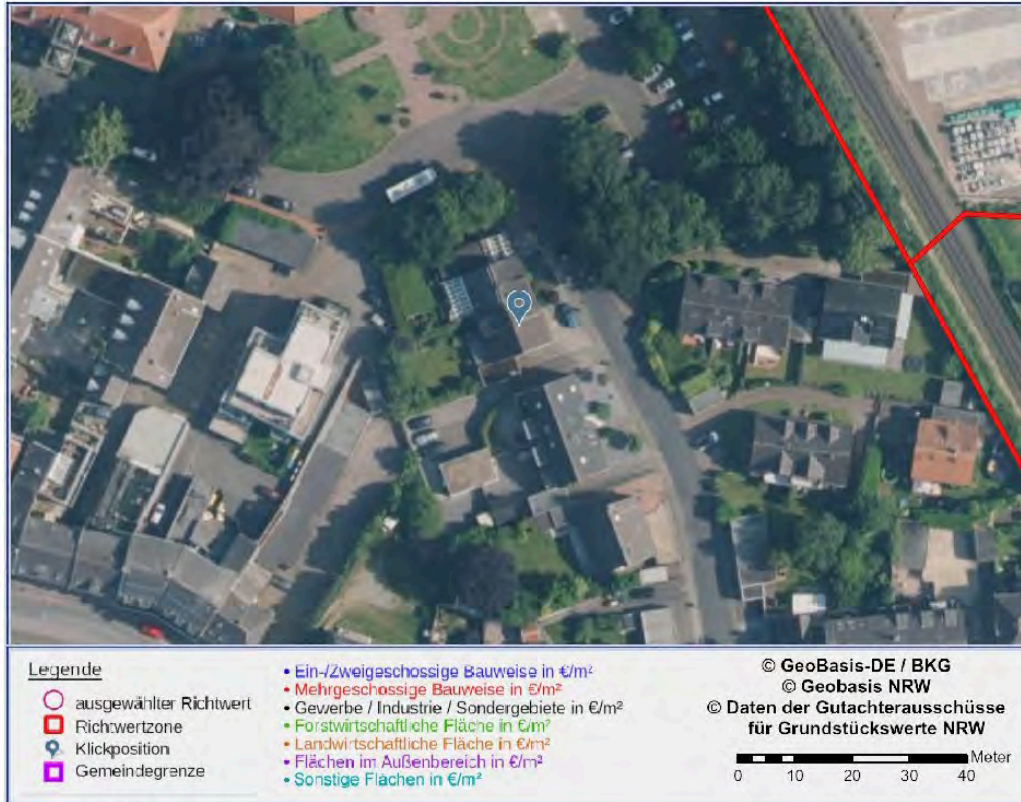 Legende
ausgewählter Richtwert
Richtwertzone
Klickposition
Gemeindegrenze
• Ein-/Zweigeschossige Bauweise in €/m²
• Mehrgeschossige Bauweise in €/m²
• Gewerbe / Industrie / Sondergebiete in €/m²
• Forstwirtschaftliche Fläche in €/m²
• Landwirtschaftliche Fläche in €/m²
• Flächen im Außenbereich in €/m²
• Sonstige Flächen in €/m²
© GeoBasis-DE / BKG
© Geobasis NRW
© Daten der Gutachterausschüsse
für Grundstückswerte NRW
Meter
0 10 20 30 40